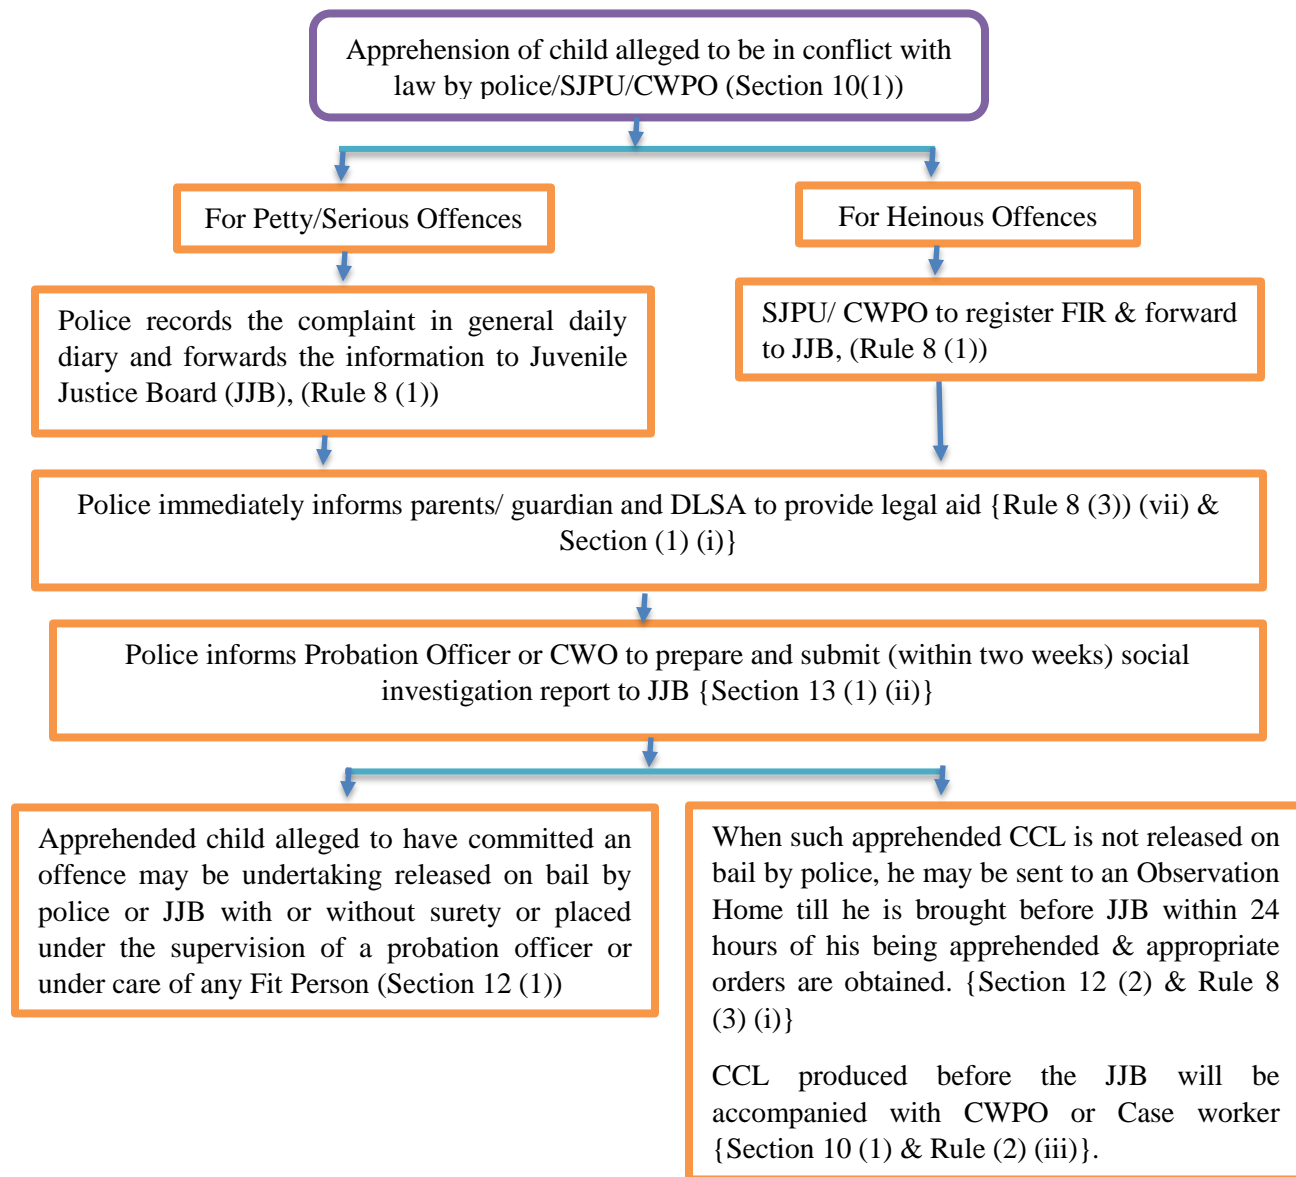 Apprehension of child alleged to be in conflict with
law by police/SJPU/CWPO (Section 10(1))
For Petty/Serious Offences
For Heinous Offences
Police records the complaint in general daily
diary and forwards the information to Juvenile
Justice Board (JJB), (Rule 8 (1))
SJPU/ CWPO to register FIR & forward
to JJB, (Rule 8 (1))
Police immediately informs parents/ guardian and DLSA to provide legal aid {Rule 8 (3)) (vii) &
Section (1) (i)}
Police informs Probation Officer or CWO to prepare and submit (within two weeks) social
investigation report to JJB {Section 13 (1) (ii)}
Apprehended child alleged to have committed an
offence may be undertaking released on bail by
police or JJB with or without surety or placed
under the supervision of a probation officer or
under care of any Fit Person (Section 12 (1))
When such apprehended CCL is not released on
bail by police, he may be sent to an Observation
Home till he is brought before JJB within 24
hours of his being apprehended & appropriate
orders are obtained. {Section 12 (2) & Rule 8
(3) (i)}
CCL produced before the JJB will be
accompanied with CWPO or Case worker
{Section 10 (1) & Rule (2) (iii)}.